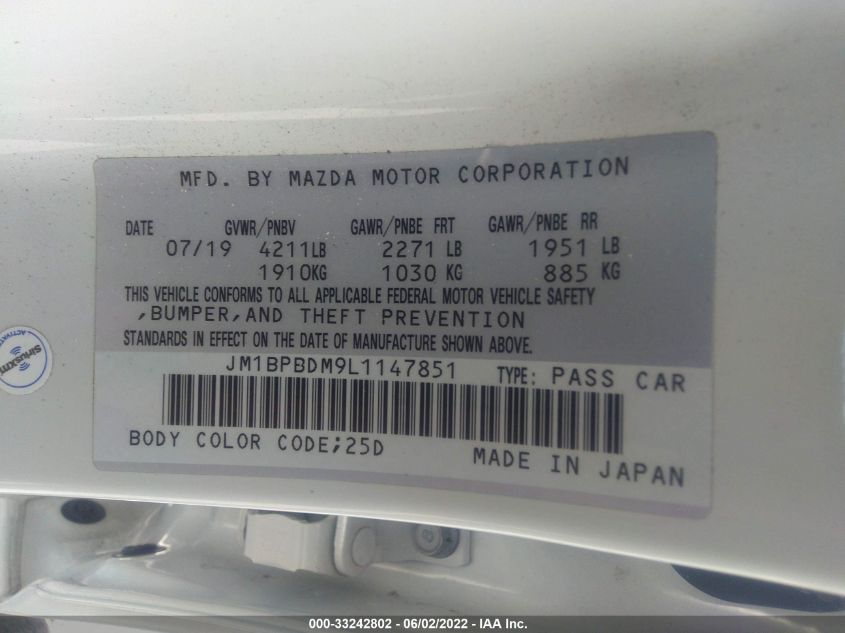 MFD. BY MAZDA MOTOR CORPORATION
DATE GVWR/PNBV GAWR/PNBE FRT GAWR/PNBE RR
07/19 4211LB 2271 LB 1951 LB
1910KG 1030 KG 885 KG
THIS VEHICLE CONFORMS TO ALL APPLICABLE FEDERAL MOTOR VEHICLE SAFETY
,BUMPER,AND THEFT PREVENTION
STANDARDS IN EFFECT ON THE DATE OF MANUFACTURE SHOWN ABOVE.
JM1BPBDM9L1147851 TYPE: PASS CAR
BODY COLOR CODE;25D
MADE IN JAPAN
siriusxm
000-33242802 - 06/02/2022 - IAA Inc.